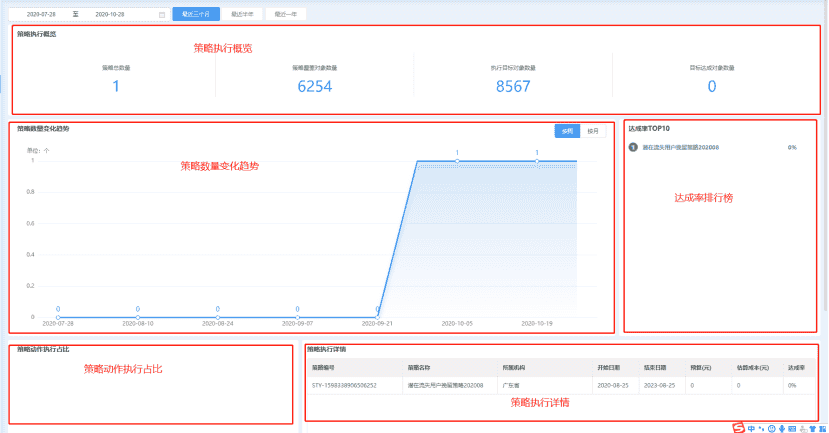 2020-07-28 至 2020-10-28 最近三个月 最近半年 最近一年
策略执行概览
策略执行概览
策略总数量 策略覆盖对象数量 执行目标对象数量 目标达成对象数量
1 6254 8567 0
策略数量变化趋势 按周 按月
单位：个
策略数量变化趋势
1 1
1
0.8
0.6
0.4
0.2
0
0 0 0 0 0
2020-07-28 2020-08-10 2020-08-24 2020-09-07 2020-09-21 2020-10-05 2020-10-19
达成率TOP10
1 潜在流失用户挽留策略202008 0%
达成率排行榜
策略动作执行占比
策略动作执行占比
策略执行详情
策略编号 策略名称 所属机构 开始日期 结束日期 预算(元) 估算成本(元) 达成率
STY-1598338906506252 潜在流失用户挽留策略202008 广东省 2020-08-25 2023-08-25 0 0 0%
策略执行详情
中